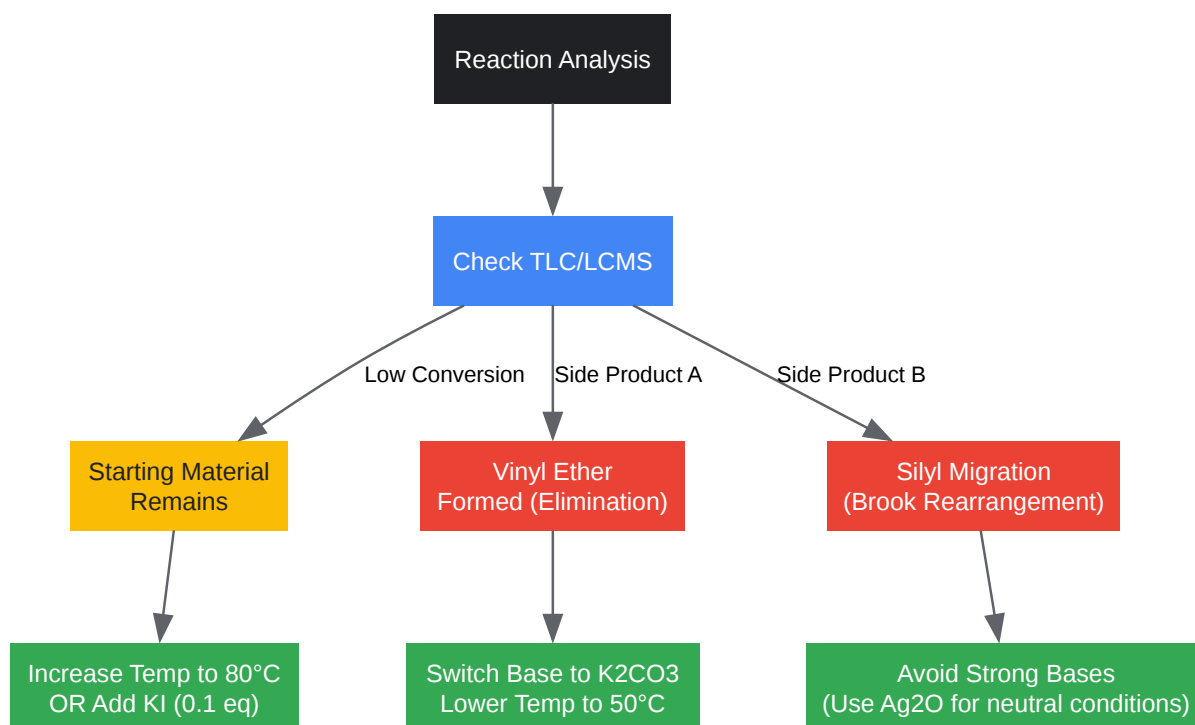 Reaction Analysis
Check TLC/LCMS
Low Conversion
Side Product A
Side Product B
Starting Material
Remains
Vinyl Ether
Formed (Elimination)
Silyl Migration
(Brook Rearrangement)
Increase Temp to 80°C
OR Add KI (0.1 eq)
Switch Base to K2CO3
Lower Temp to 50°C
Avoid Strong Bases
(Use Ag2O for neutral conditions)